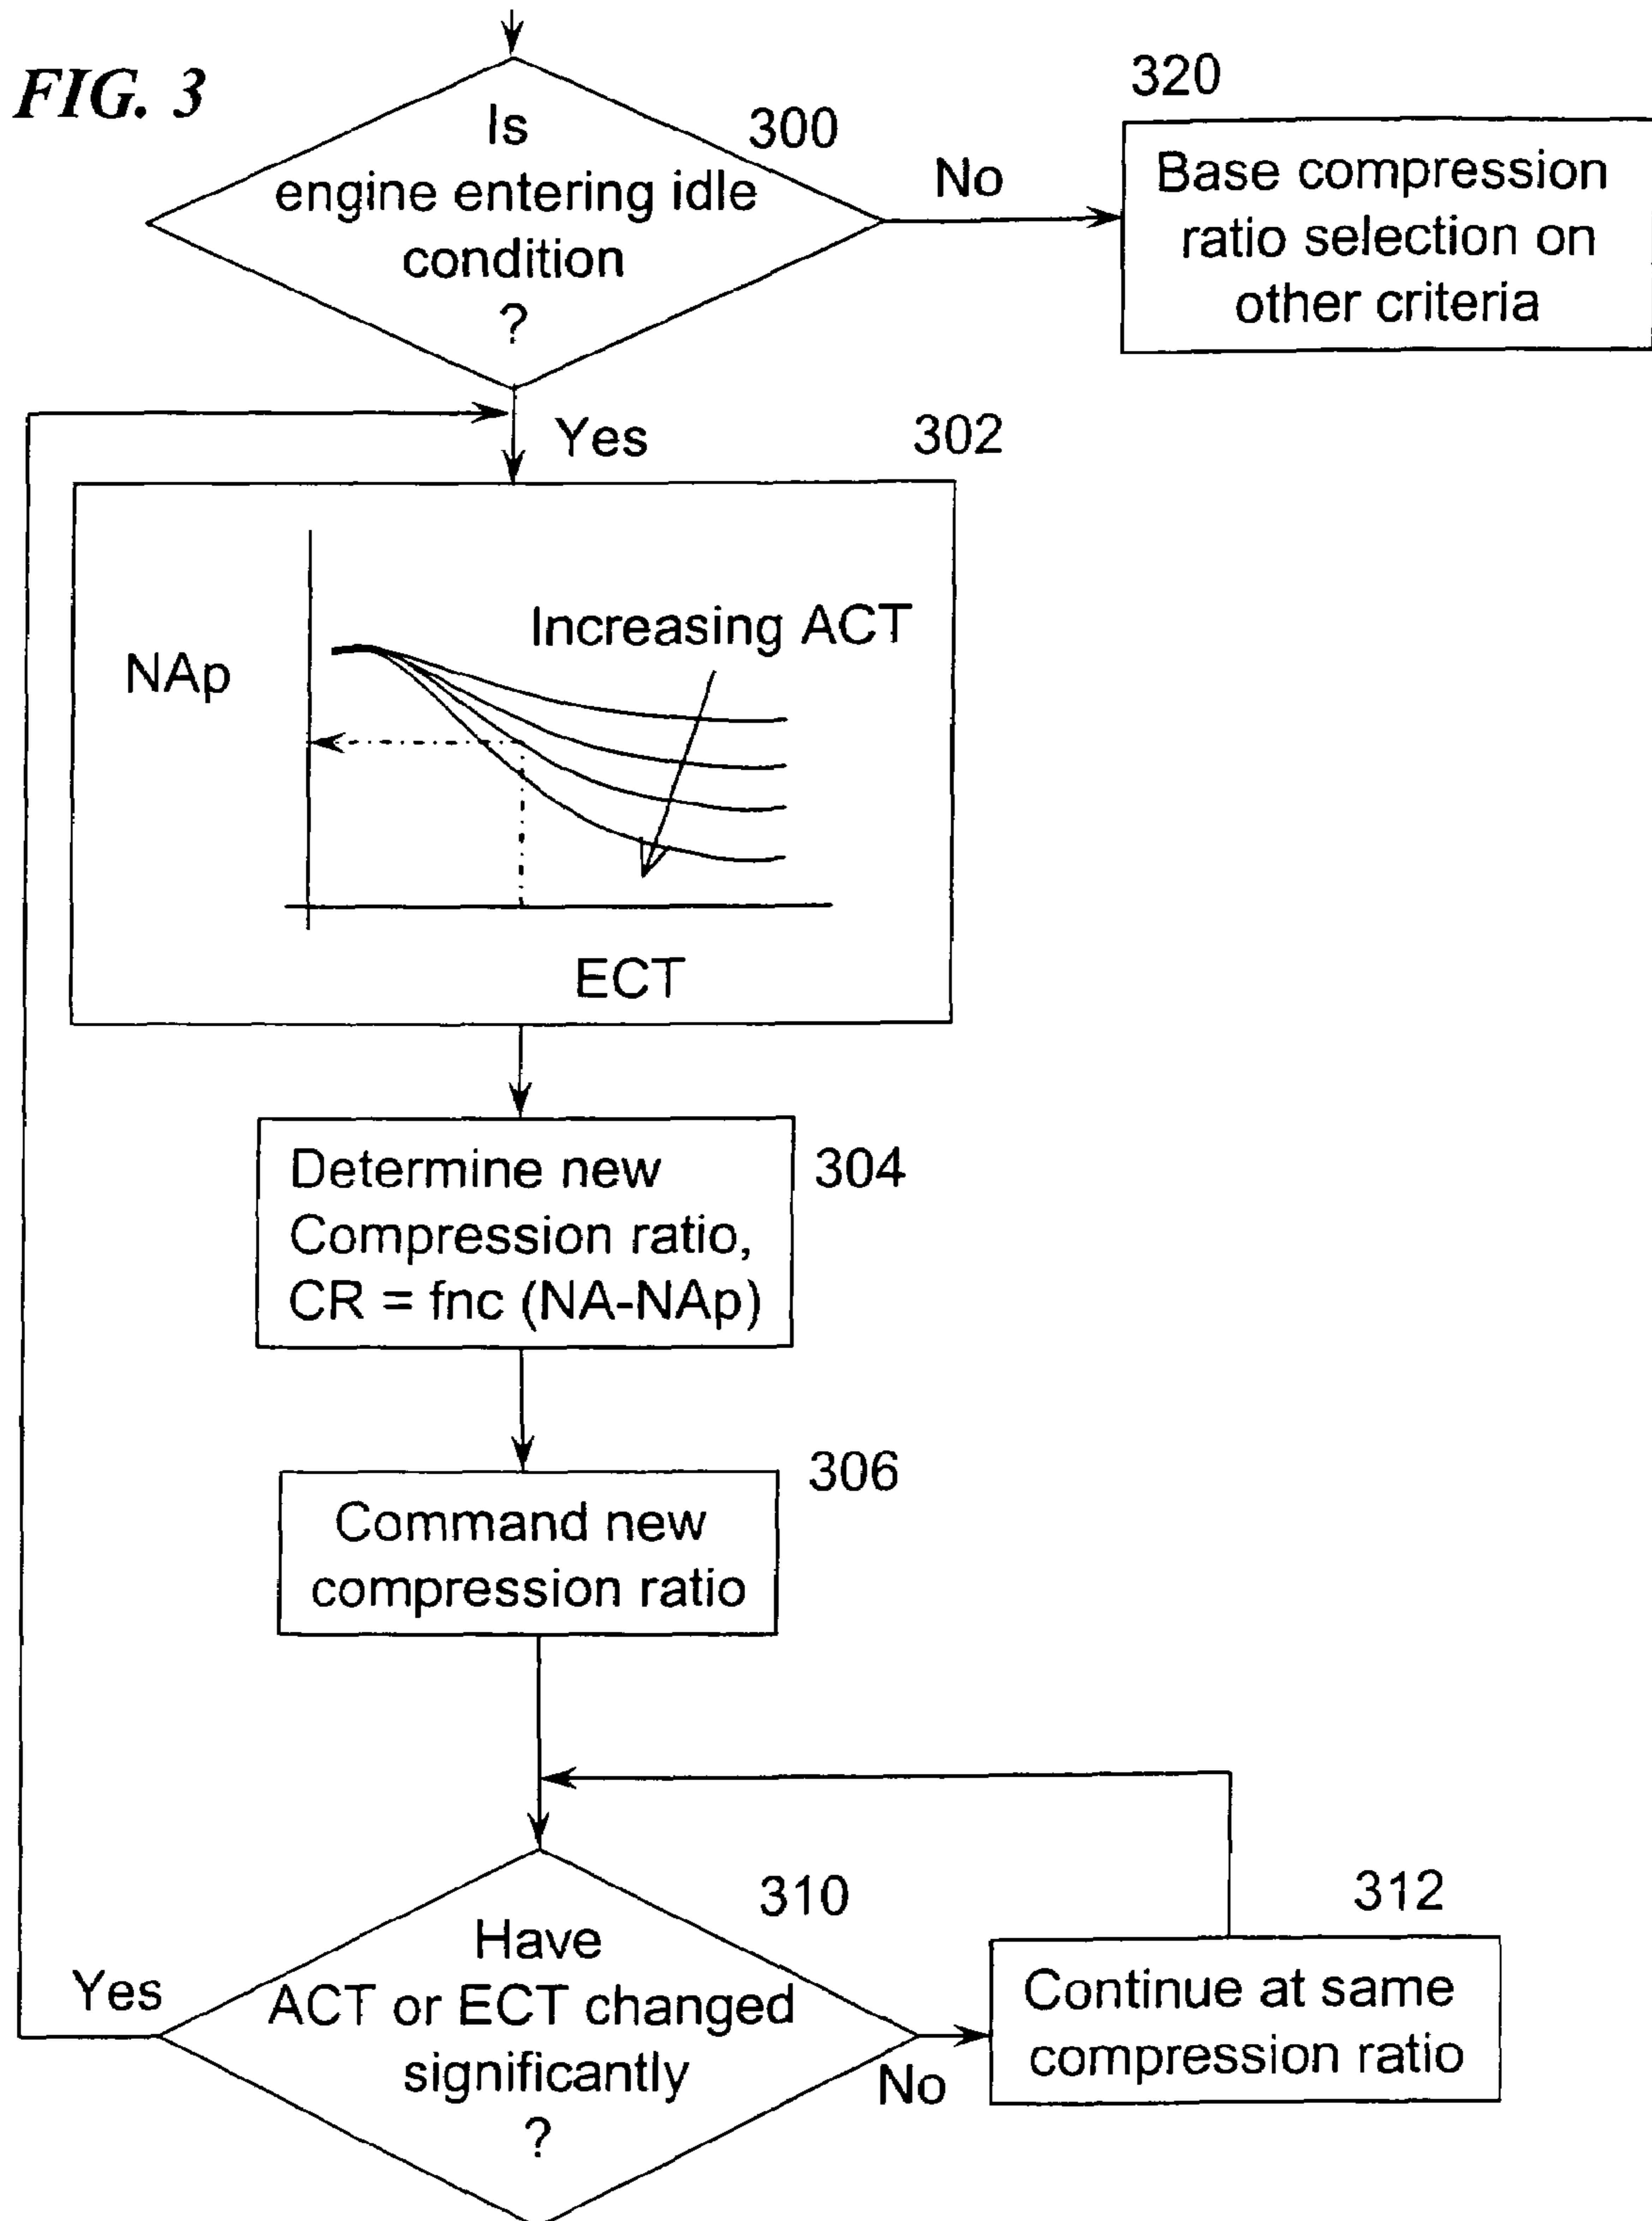 FIG. 3
Is
engine entering idle
condition
?
300
No
320
Base compression
ratio selection on
other criteria
Yes
302
NAp
Increasing ACT
ECT
Determine new
Compression ratio,
CR = fnc (NA-NAp)
304
306
Command new
compression ratio
310
Have
ACT or ECT changed
significantly
?
Yes
No
312
Continue at same
compression ratio